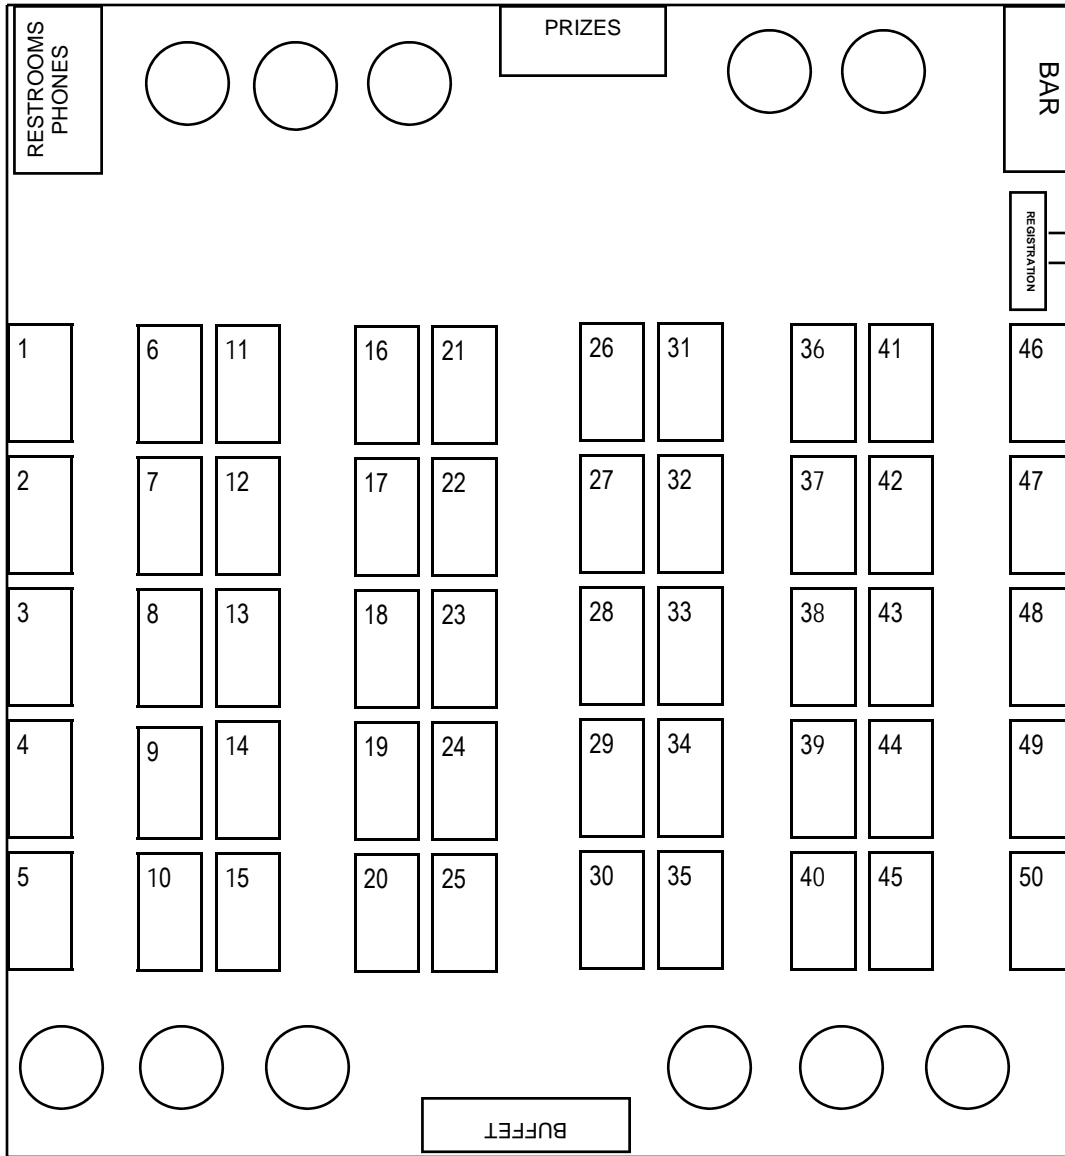 RESTROOMS
PHONES
PRIZES
BAR
REGISTRATION
1 6 11 16 21 26 31 36 41 46
2 7 12 17 22 27 32 37 42 47
3 8 13 18 23 28 33 38 43 48
4 9 14 19 24 29 34 39 44 49
5 10 15 20 25 30 35 40 45 50
BUFFET